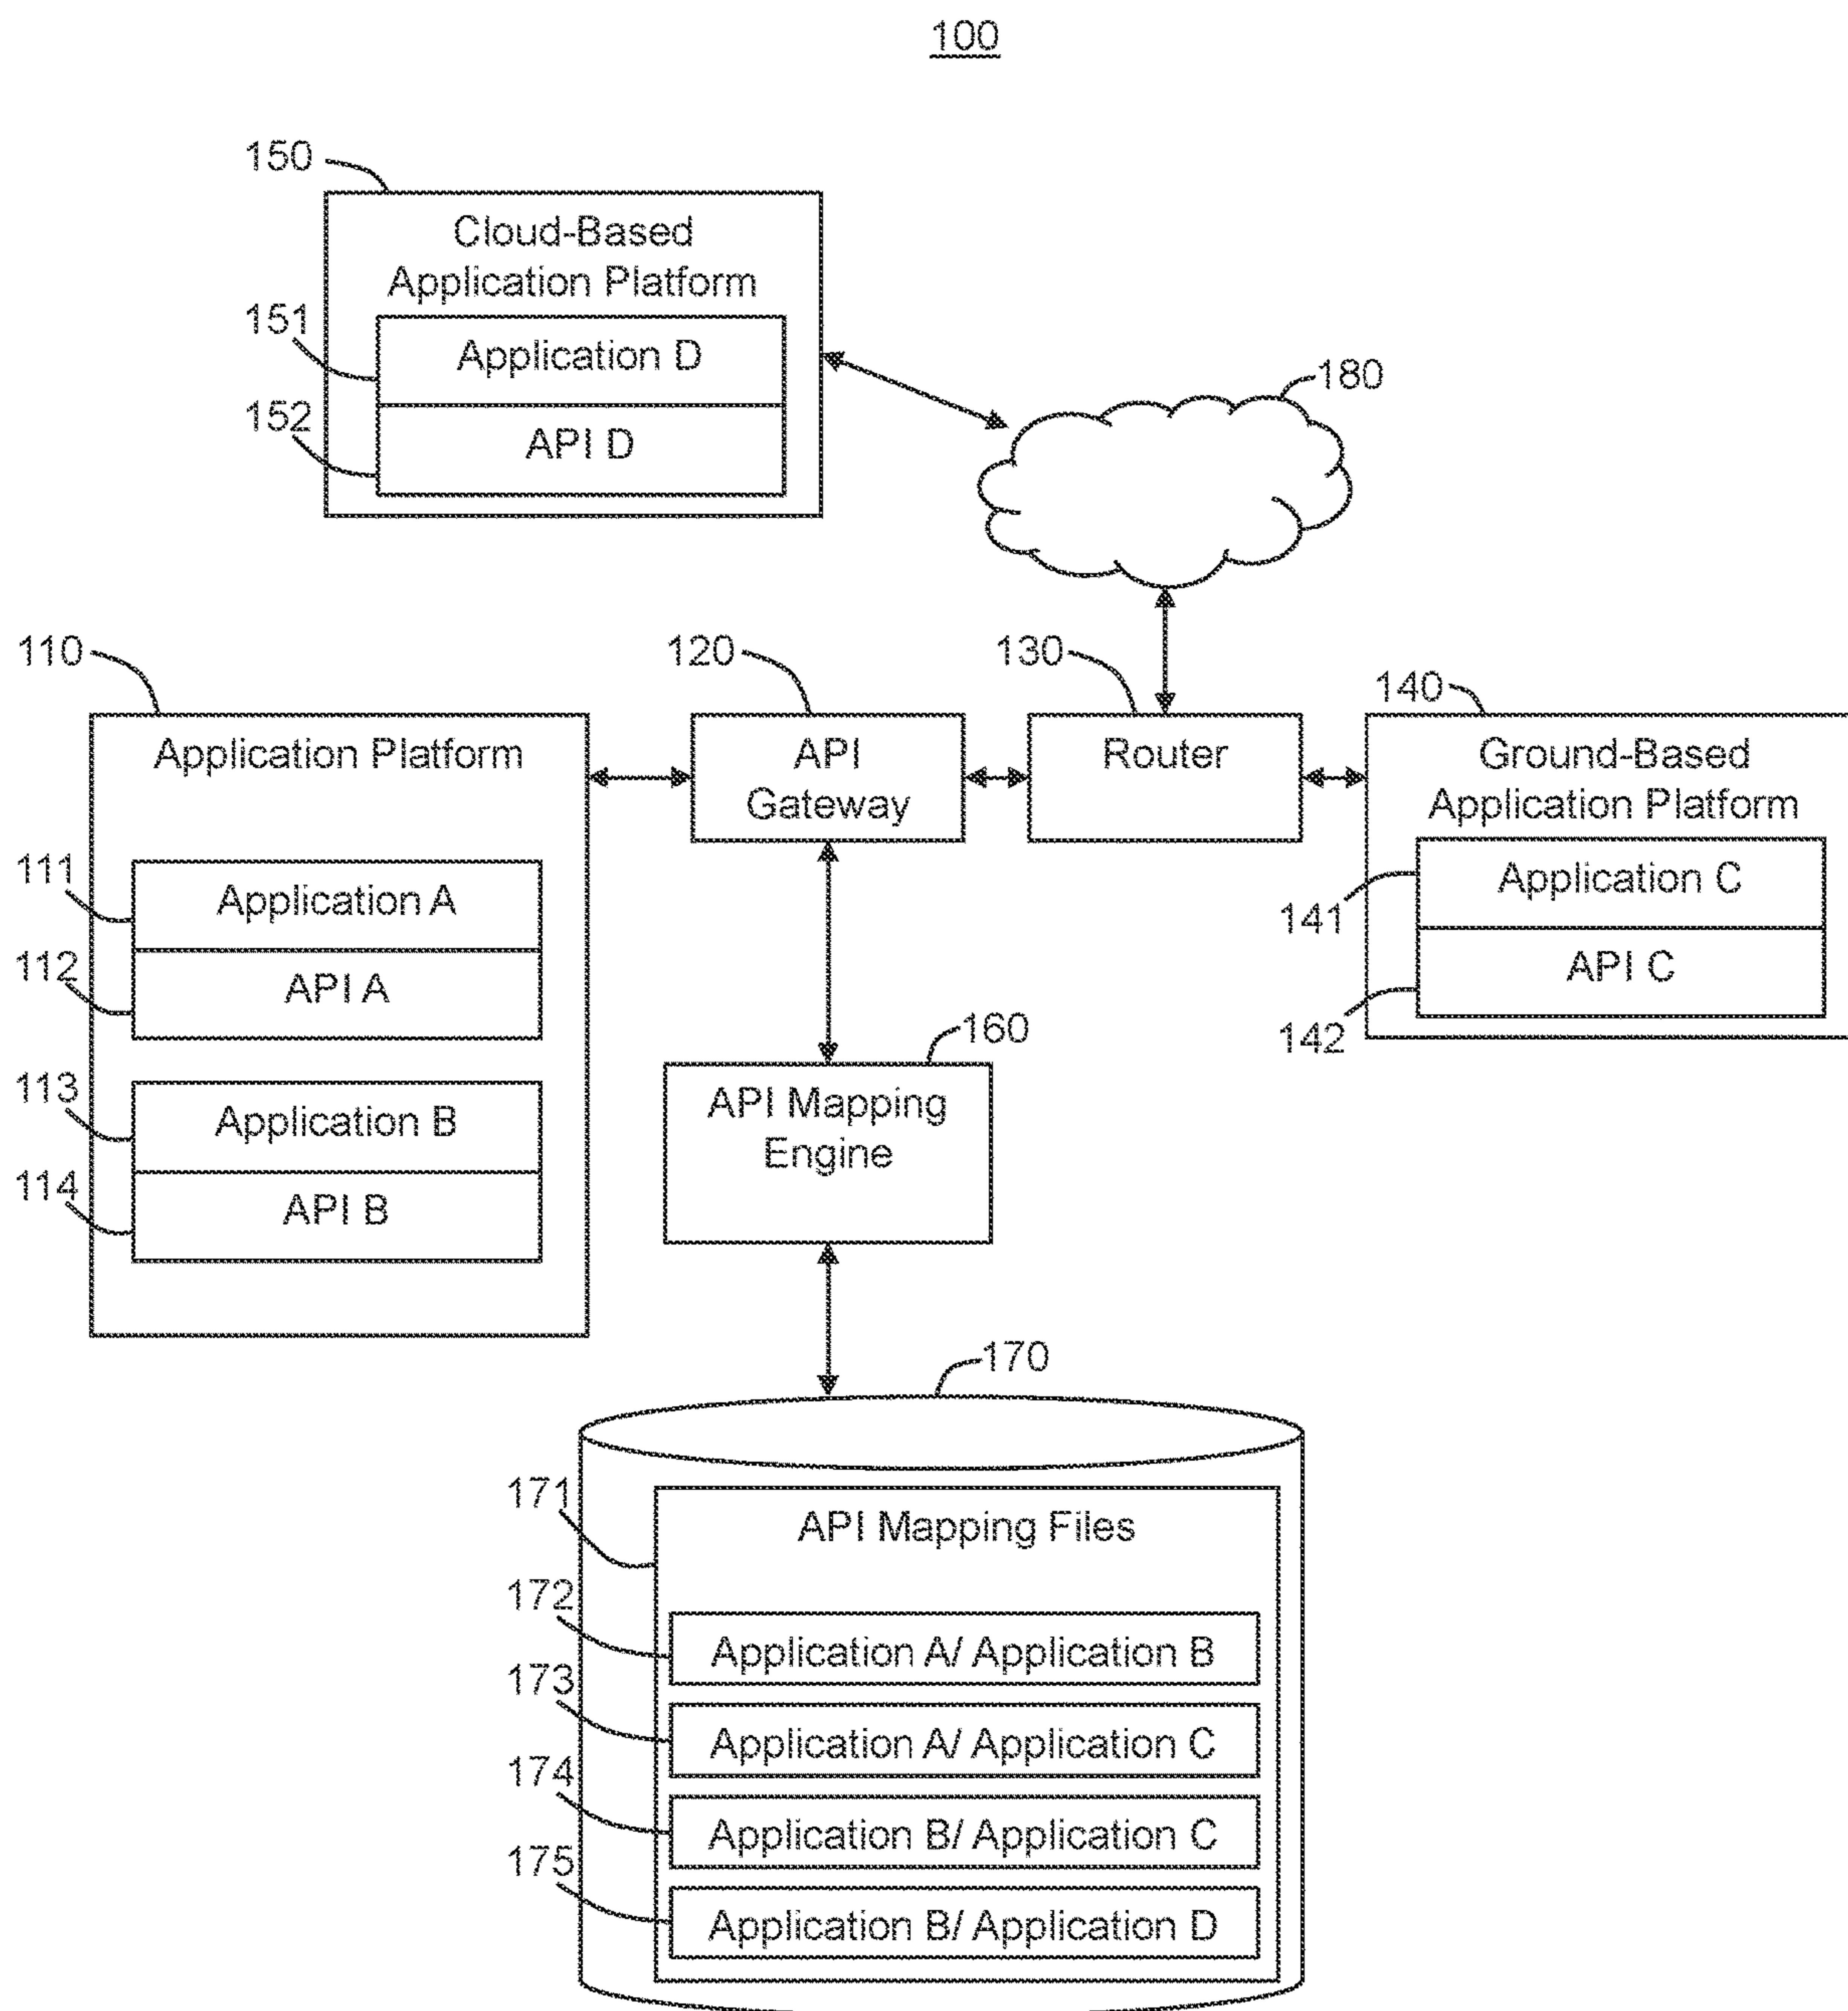 100
150
Cloud-Based
Application Platform
151
Application D
152
API D
180
110
120
130
140
Application Platform
API
Gateway
Router
Ground-Based
Application Platform
111
Application A
112
API A
113
Application B
114
API B
141
Application C
142
API C
160
API Mapping
Engine
170
171
API Mapping Files
172
Application A/ Application B
173
Application A/ Application C
174
Application B/ Application C
175
Application B/ Application D